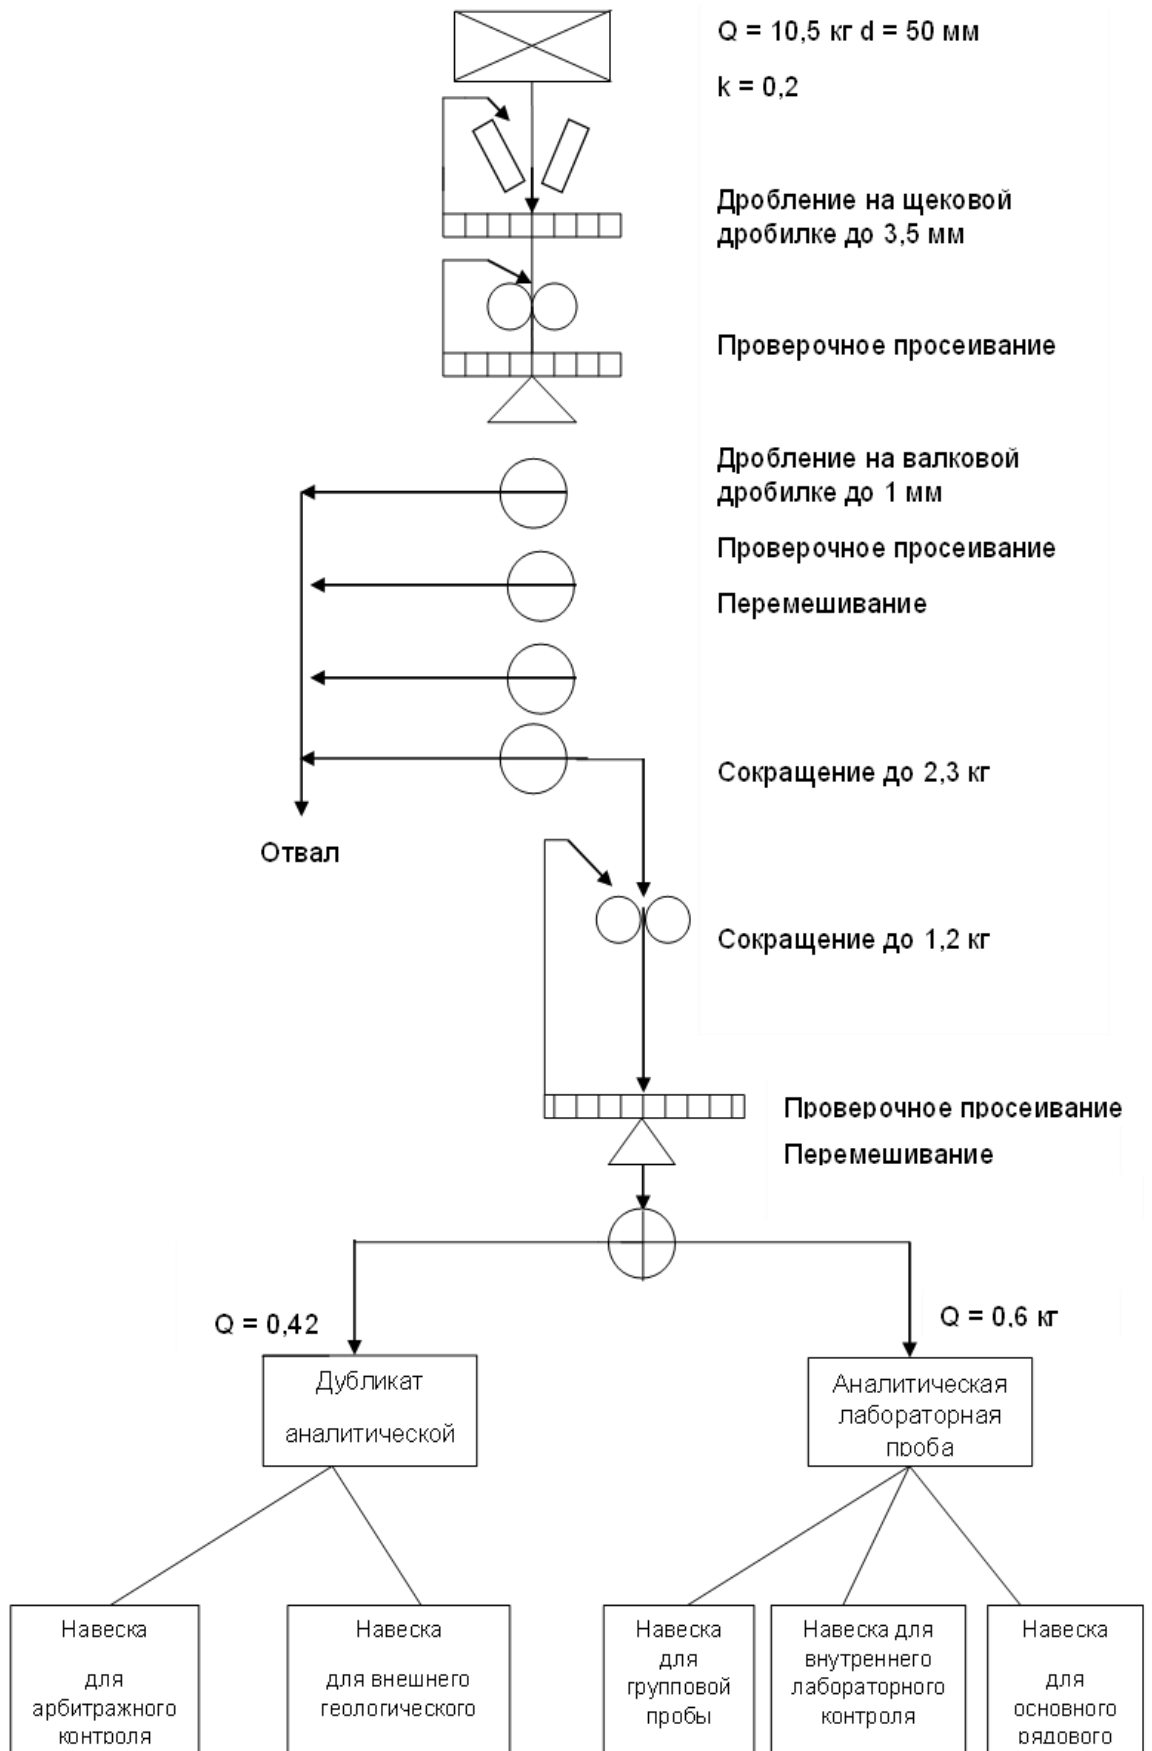 Q = 10,5 кг d = 50 мм
k = 0,2
Дробление на щековой
дробилке до 3,5 мм
Проверочное просеивание
Дробление на валковой
дробилке до 1 мм
Проверочное просеивание
Перемешивание
Сокращение до 2,3 кг
Отвал
Сокращение до 1,2 кг
Проверочное просеивание
Перемешивание
Q = 0,42
Q = 0,6 кг
Дубликат
аналитической
Аналитическая
лабораторная
проба
Навеска
для
арбитражного
контроля
Навеска
для внешнего
геологического
Навеска
для
групповой
пробы
Навеска для
внутреннего
лабораторного
контроля
Навеска
для
основного
рядового